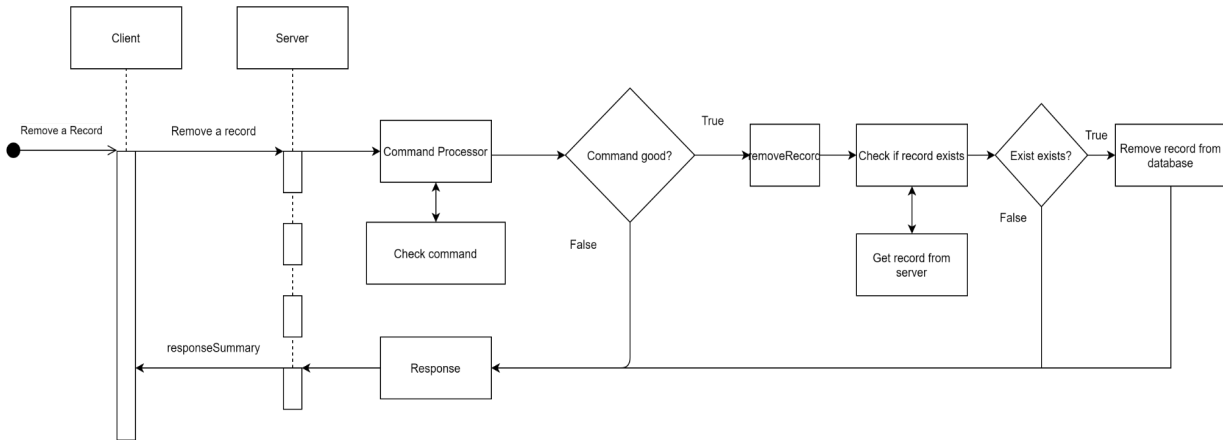 Client
Server
Remove a Record
Remove a record
Command Processor
Command good?
True
removeRecord
Check if record exists
Exist exists?
True
Remove record from
database
False
False
Check command
Get record from
server
responseSummary
Response